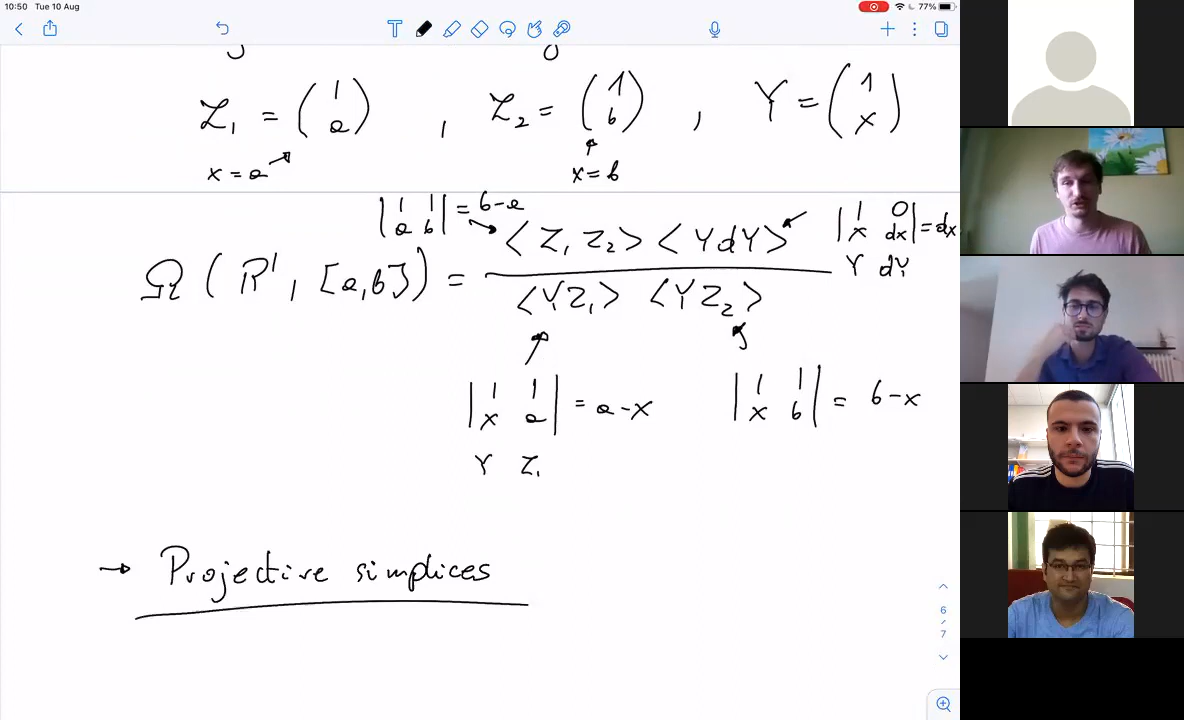 10:50 Tue 10 Aug
77%
Z₁ = (1 a) , Z₂ = (1 b) , Y = (1 x)
x = a x = b
|1 1; a b| = b-a
Ω ( P¹ , [a,b] ) = <Z₁ Z₂> <Y dY> / <Y Z₁> <Y Z₂>
|1 0; x dx| = dx
Y dY
|1 1; x a| = a-x |1 1; x b| = b-x
Y Z₁
→ Projective simplices
6 / 7